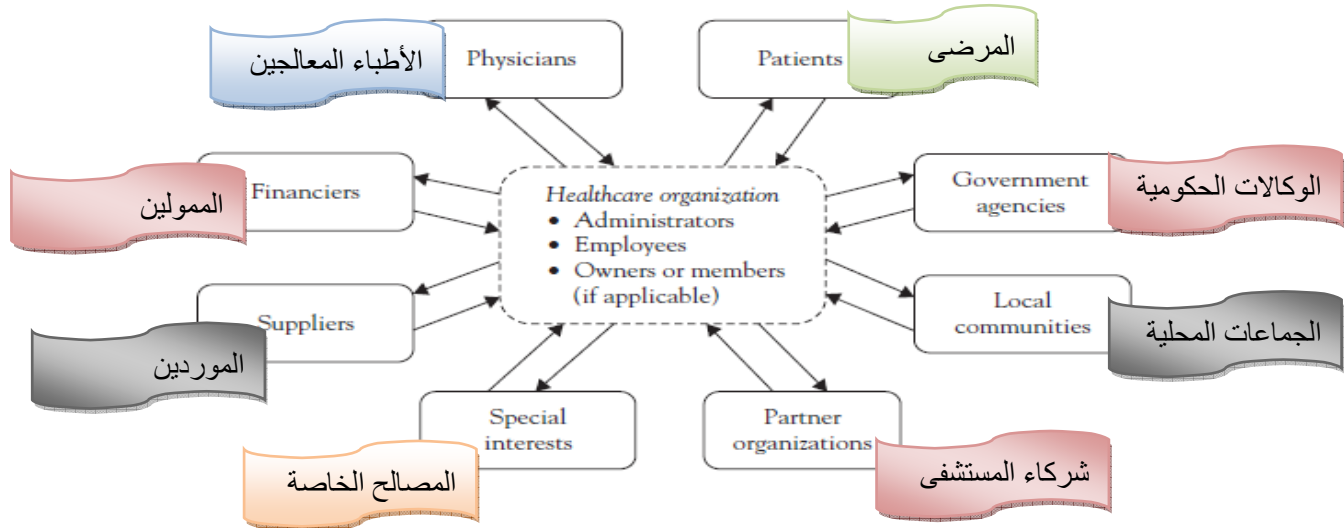 الأطباء المعالجين
Physicians
Patients
المرضى
الممولين
Financiers
Healthcare organization
• Administrators
• Employees
• Owners or members
(if applicable)
Government
agencies
الوكالات الحكومية
الموردين
Suppliers
Local
communities
الجماعات المحلية
المصالح الخاصة
Special
interests
Partner
organizations
شركاء المستشفى